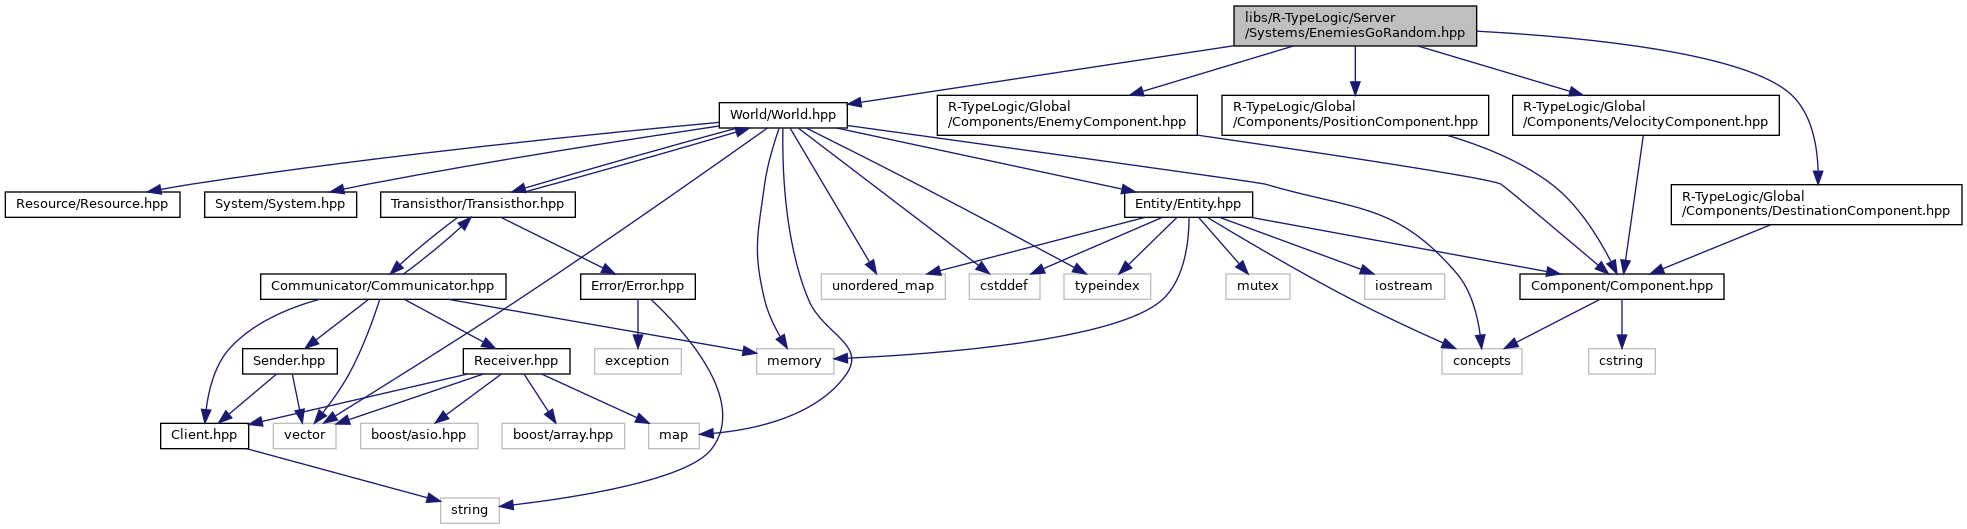 libs/R-TypeLogic/Server
/Systems/EnemiesGoRandom.hpp
World/World.hpp
R-TypeLogic/Global
/Components/EnemyComponent.hpp
R-TypeLogic/Global
/Components/PositionComponent.hpp
R-TypeLogic/Global
/Components/VelocityComponent.hpp
Resource/Resource.hpp
System/System.hpp
Transisthor/Transisthor.hpp
Entity/Entity.hpp
R-TypeLogic/Global
/Components/DestinationComponent.hpp
Communicator/Communicator.hpp
Error/Error.hpp
unordered_map
cstddef
typeindex
mutex
iostream
Component/Component.hpp
Sender.hpp
Receiver.hpp
exception
memory
concepts
cstring
Client.hpp
vector
boost/asio.hpp
boost/array.hpp
map
string